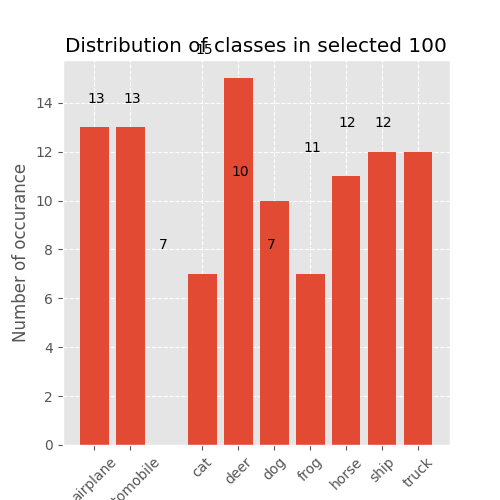 Distribution of classes in selected 100
15
13
13
7
10
7
11
12
12
Number of occurance
14
12
10
8
6
4
2
0
airplane
tomobile
cat
deer
dog
frog
horse
ship
truck